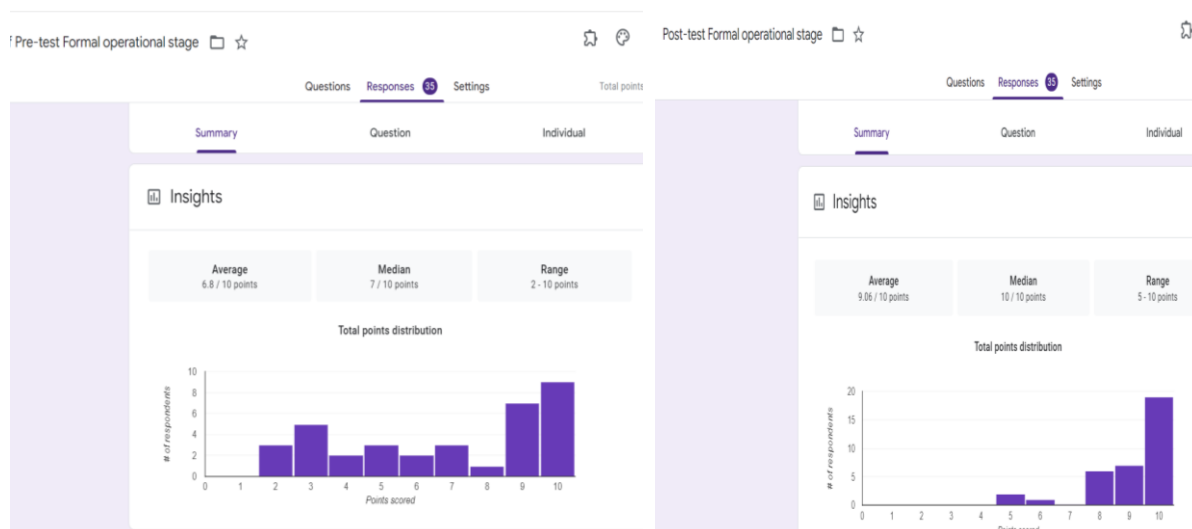 Pre-test Formal operational stage
Questions Responses 35 Settings
Total points
Summary Question Individual
Insights
Average Median Range
6.8 / 10 points 7 / 10 points 2 - 10 points
Total points distribution
# of respondents
10
8
6
4
2
0
0 1 2 3 4 5 6 7 8 9 10
Points scored
Post-test Formal operational stage
Questions Responses 35 Settings
Summary Question Individual
Insights
Average Median Range
9.06 / 10 points 10 / 10 points 5 - 10 points
Total points distribution
# of respondents
20
15
10
5
0
0 1 2 3 4 5 6 7 8 9 10
Points scored